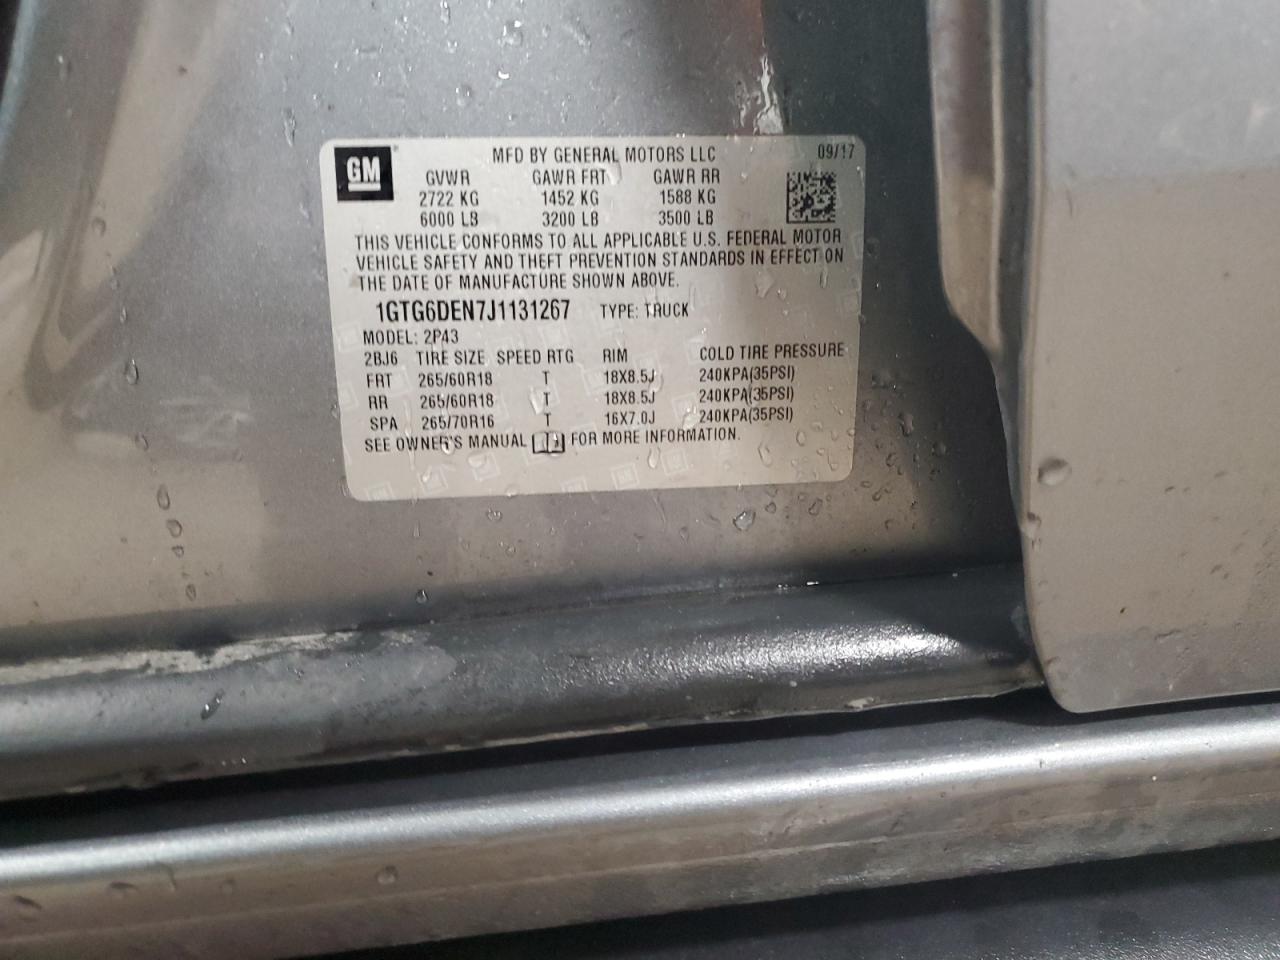 GM
MFD BY GENERAL MOTORS LLC 09/17
GVWR GAWR FRT GAWR RR
2722 KG 1452 KG 1588 KG
6000 LB 3200 LB 3500 LB
THIS VEHICLE CONFORMS TO ALL APPLICABLE U.S. FEDERAL MOTOR
VEHICLE SAFETY AND THEFT PREVENTION STANDARDS IN EFFECT ON
THE DATE OF MANUFACTURE SHOWN ABOVE.
1GTG6DEN7J1131267 TYPE: TRUCK
MODEL: 2P43
2BJ6 TIRE SIZE SPEED RTG RIM COLD TIRE PRESSURE
FRT 265/60R18 T 18X8.5J 240KPA(35PSI)
RR 265/60R18 T 18X8.5J 240KPA(35PSI)
SPA 265/70R16 T 16X7.0J 240KPA(35PSI)
SEE OWNER'S MANUAL FOR MORE INFORMATION.